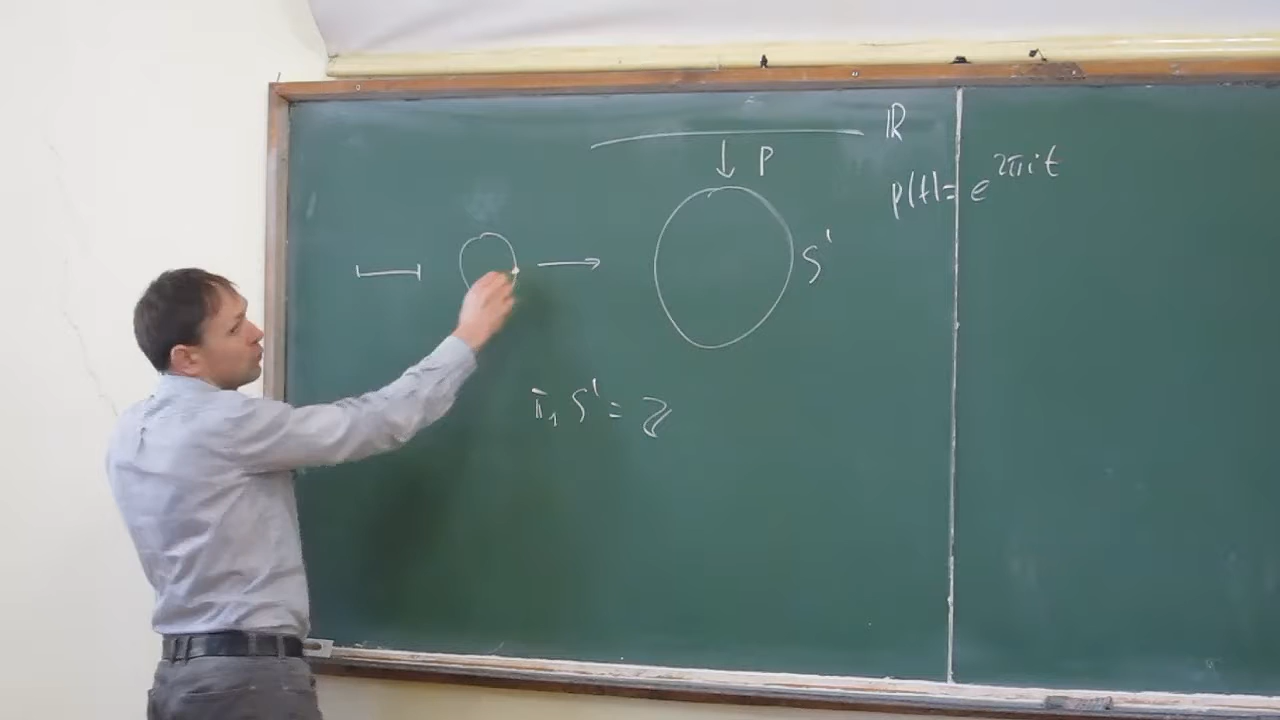 ℝ
p
p(t)= e^{2πit}
S¹
π₁ S¹ = ℤ